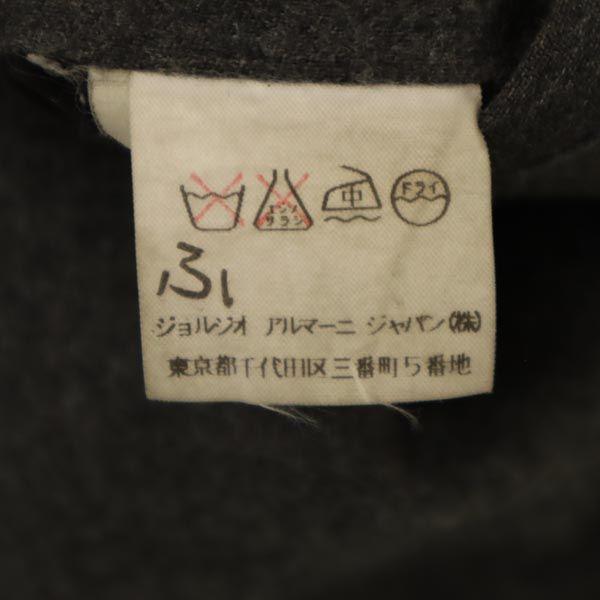 エンソ
サラシ
中
ドライ
ふ
ジョルジオ アルマーニ ジャパン(株)
東京都千代田区三番町5番地